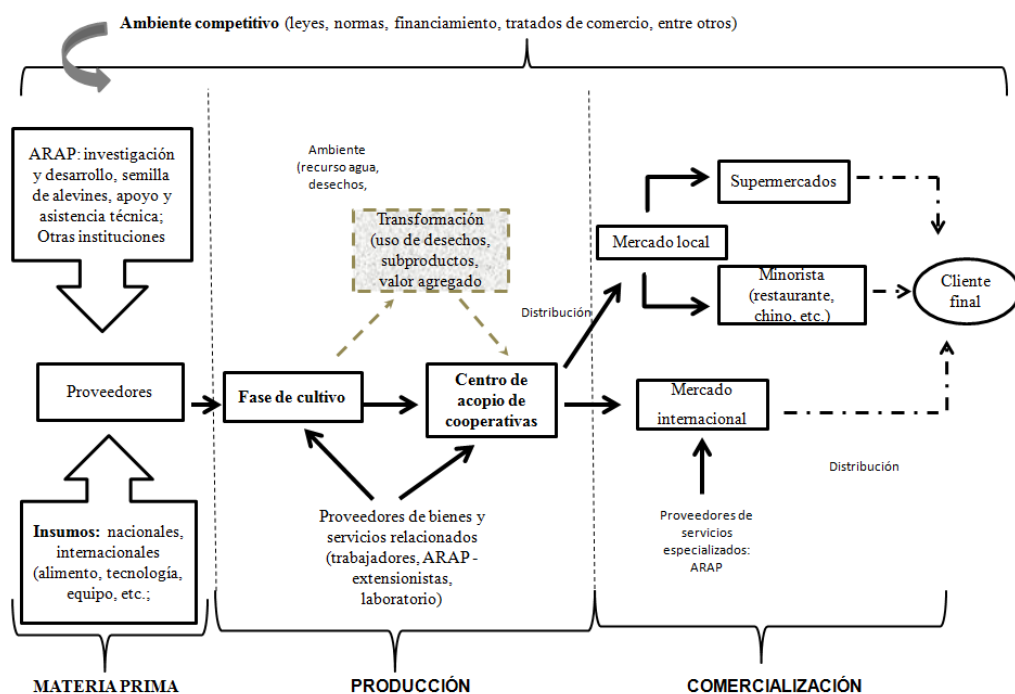 Ambiente competitivo (leyes, normas, financiamiento, tratados de comercio, entre otros)
ARAP: investigación
y desarrollo, semilla
de alevines, apoyo y
asistencia técnica;
Otras instituciones
Proveedores
Insumos: nacionales,
internacionales
(alimento, tecnología,
equipo, etc.;
MATERIA PRIMA
Ambiente
(recurso agua,
desechos,
Transformación
(uso de desechos,
subproductos,
valor agregado
Fase de cultivo
Centro de
acopio de
cooperativas
Proveedores de bienes y
servicios relacionados
(trabajadores, ARAP -
extensionistas,
laboratorio)
PRODUCCIÓN
Distribución
Mercado local
Supermercados
Minorista
(restaurante,
chino, etc.)
Cliente
final
Mercado
internacional
Distribución
Proveedores de
servicios
especializados:
ARAP
COMERCIALIZACIÓN